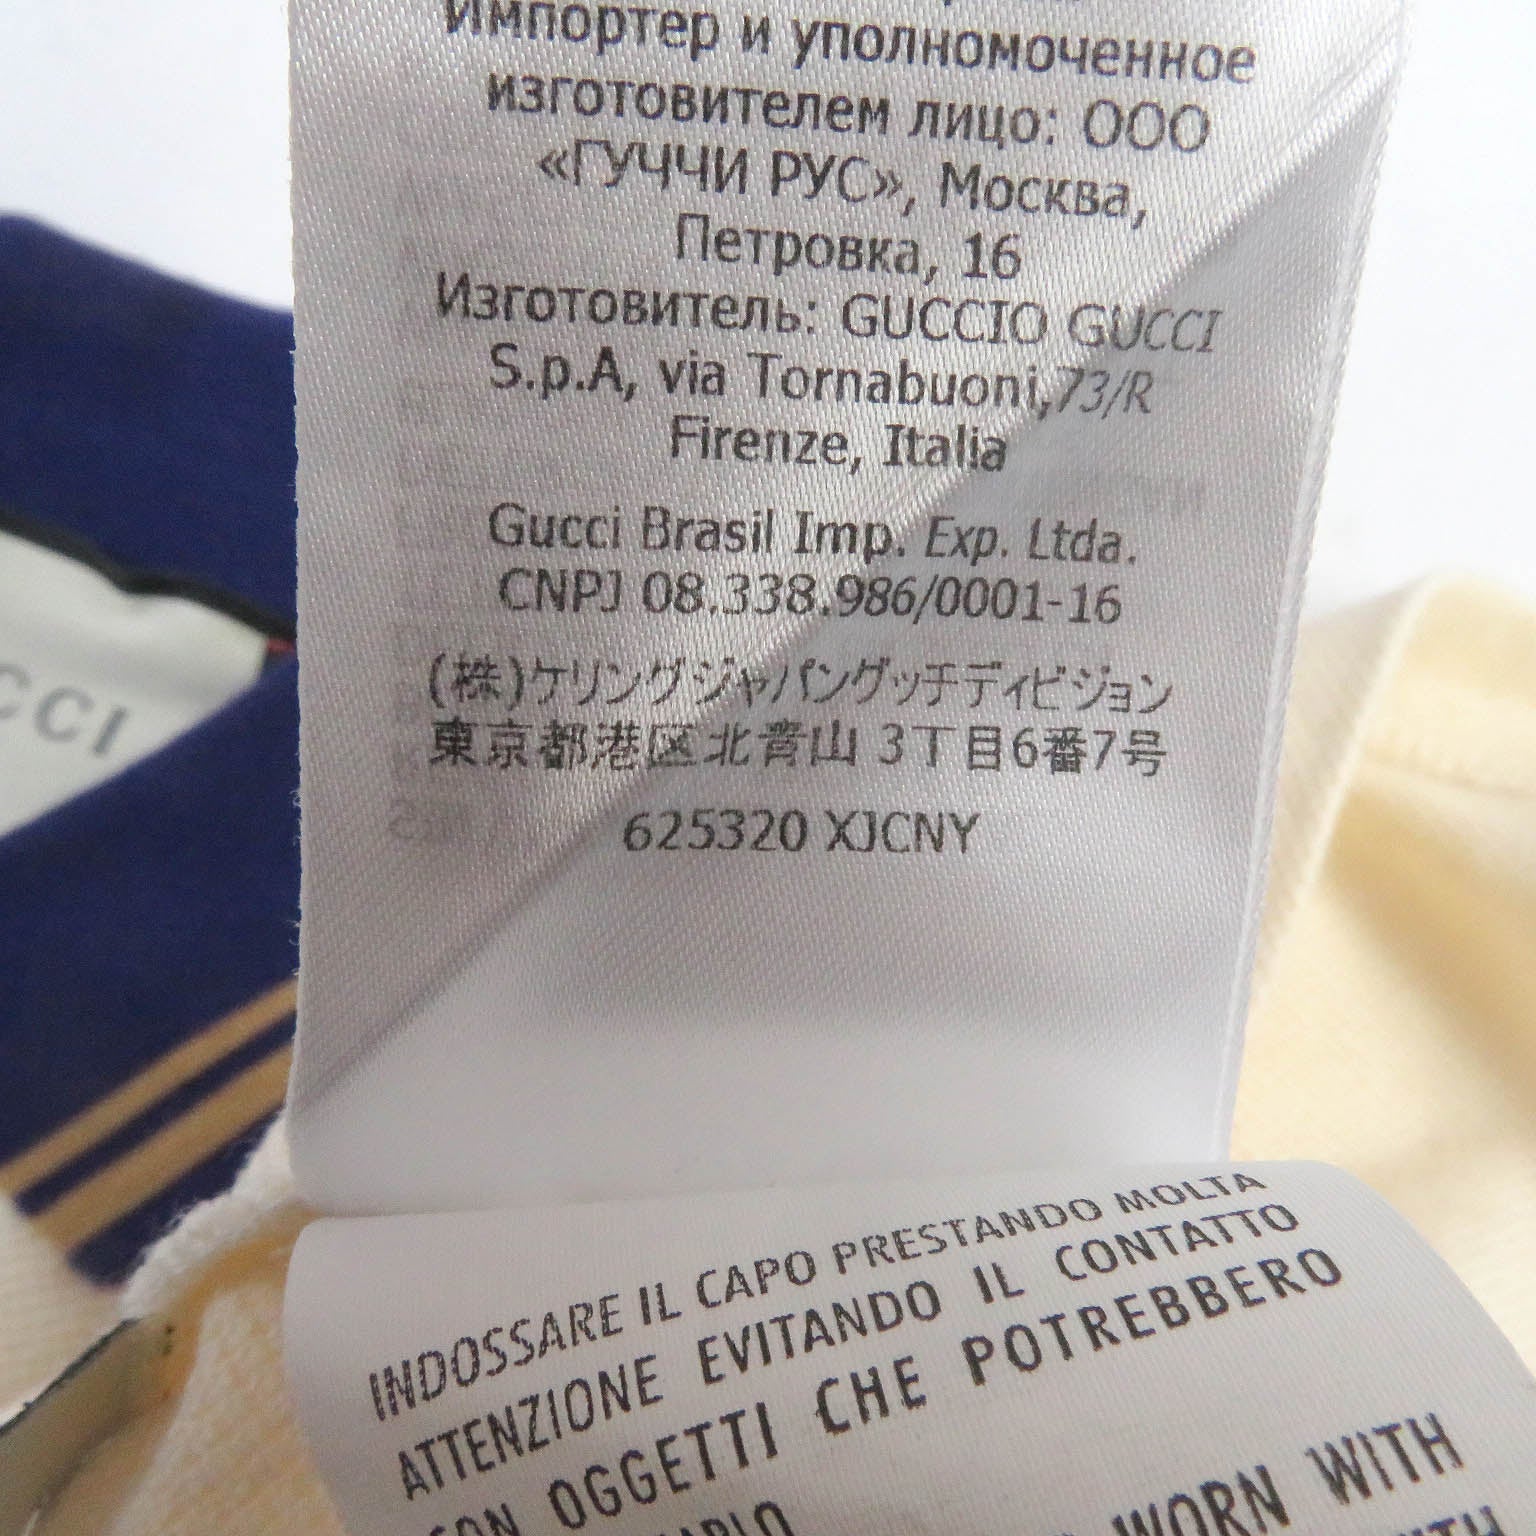 Импортер и уполномоченное
изготовителем лицо: ООО
«ГУЧЧИ РУС», Москва,
Петровка, 16
Изготовитель: GUCCIO GUCCI
S.p.A, via Tornabuoni,73/R
Firenze, Italia
Gucci Brasil Imp. Exp. Ltda.
CNPJ 08.338.986/0001-16
(株)ケリングジャパングッチディビジョン
東京都港区北青山 3丁目6番7号
625320 XJCNY
CCI
INDOSSARE IL CAPO PRESTANDO MOLTA
ATTENZIONE EVITANDO IL CONTATTO
CON OGGETTI CHE POTREBBERO
WORN WITH